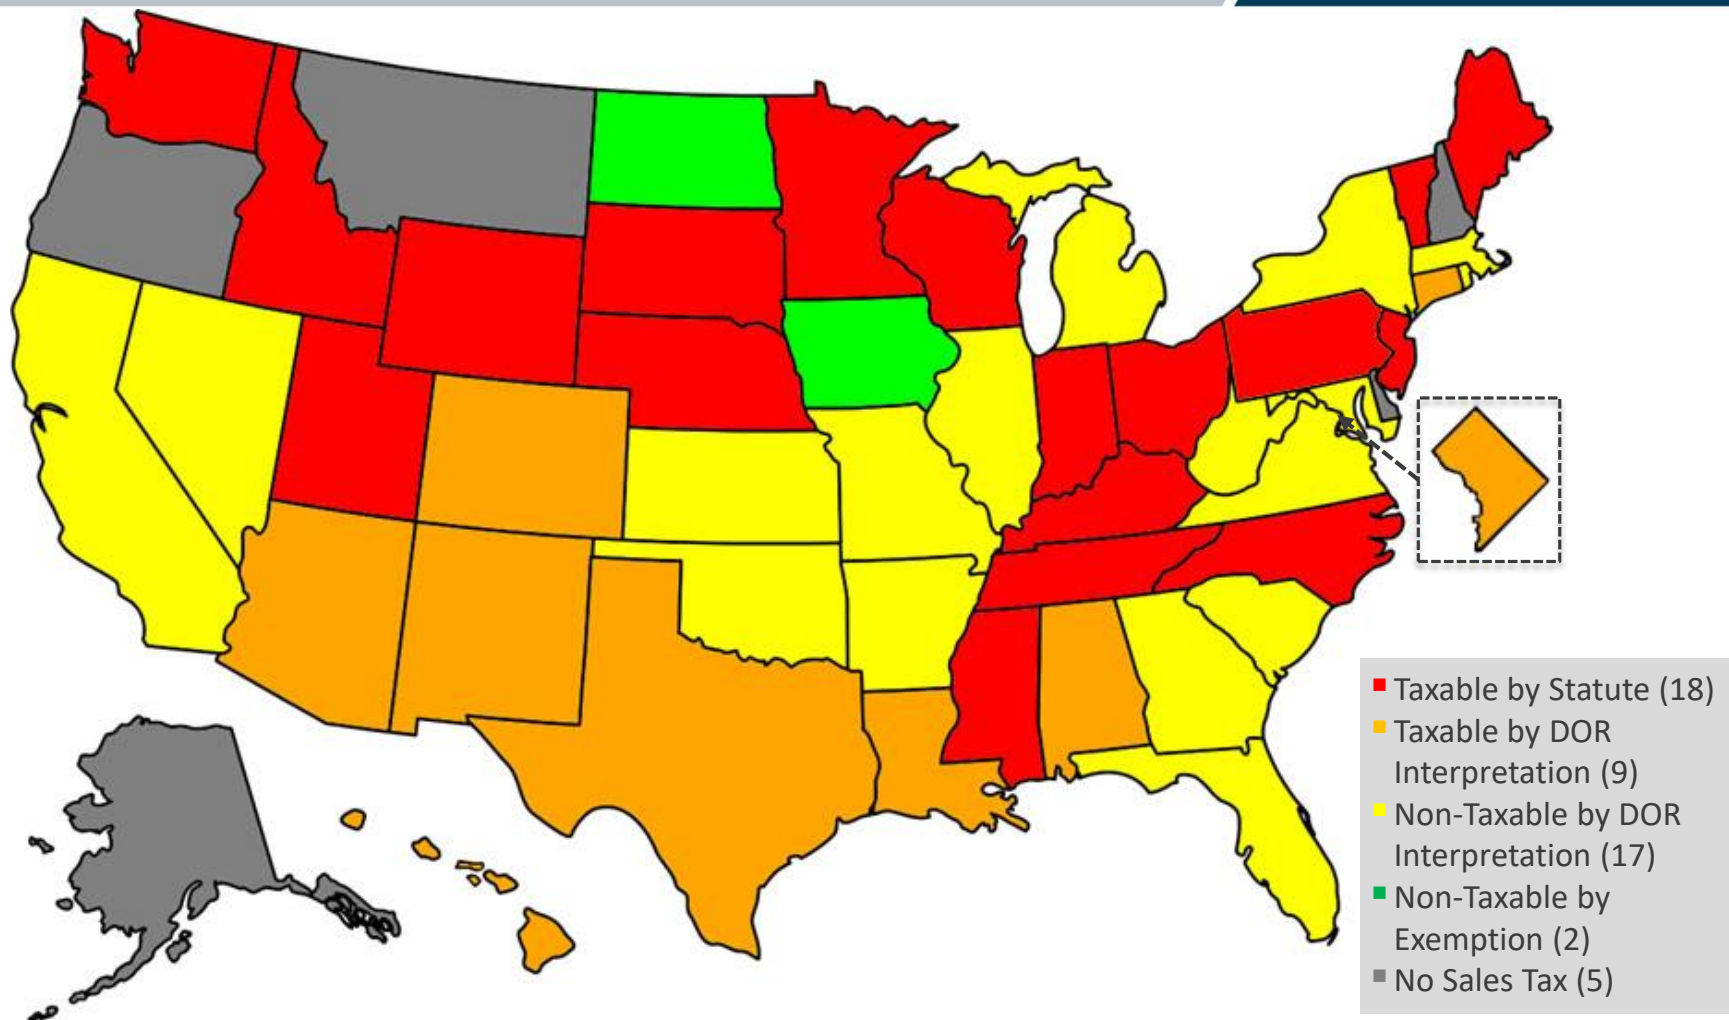 Taxable by Statute (18)
Taxable by DOR
Interpretation (9)
Non-Taxable by DOR
Interpretation (17)
Non-Taxable by
Exemption (2)
No Sales Tax (5)